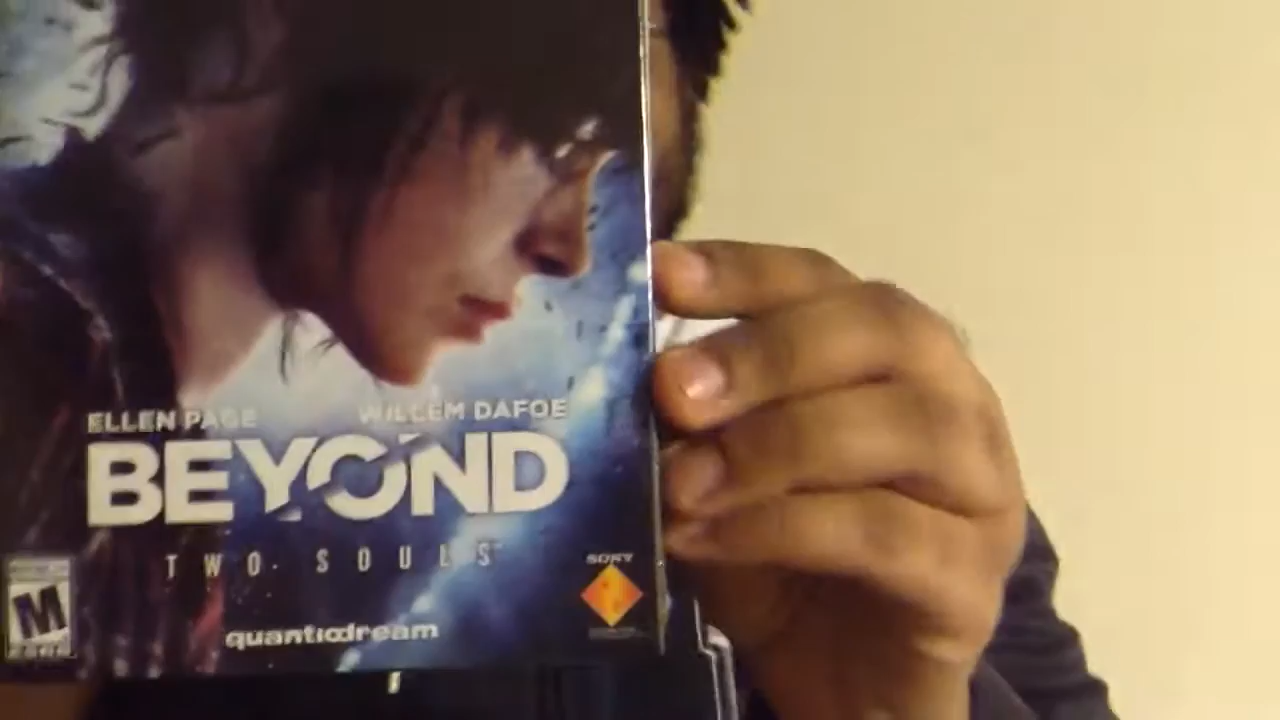 ELLEN PAGE WILLEM DAFOE
BEYOND
TWO SOULS
SONY
M
quanticdream